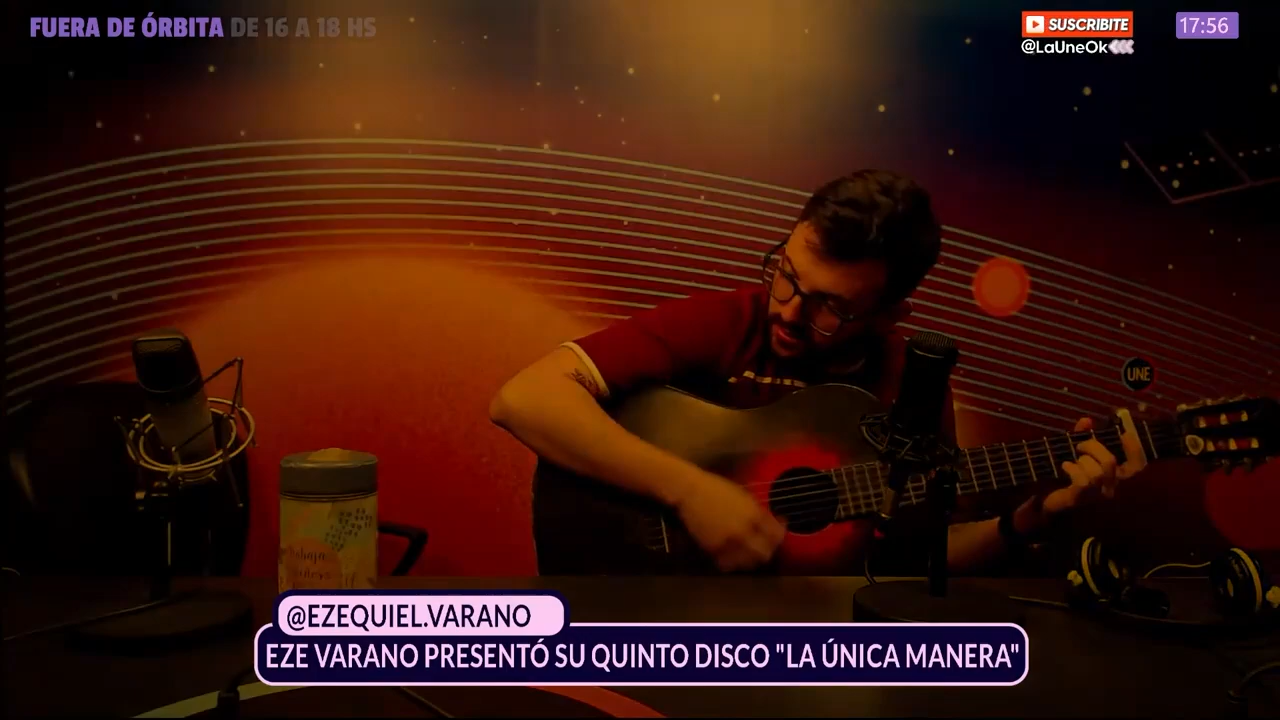 FUERA DE ÓRBITA DE 16 A 18 HS
SUSCRIBITE
@LaUneOk
17:56
UNE
@EZEQUIEL.VARANO
EZE VARANO PRESENTÓ SU QUINTO DISCO "LA ÚNICA MANERA"